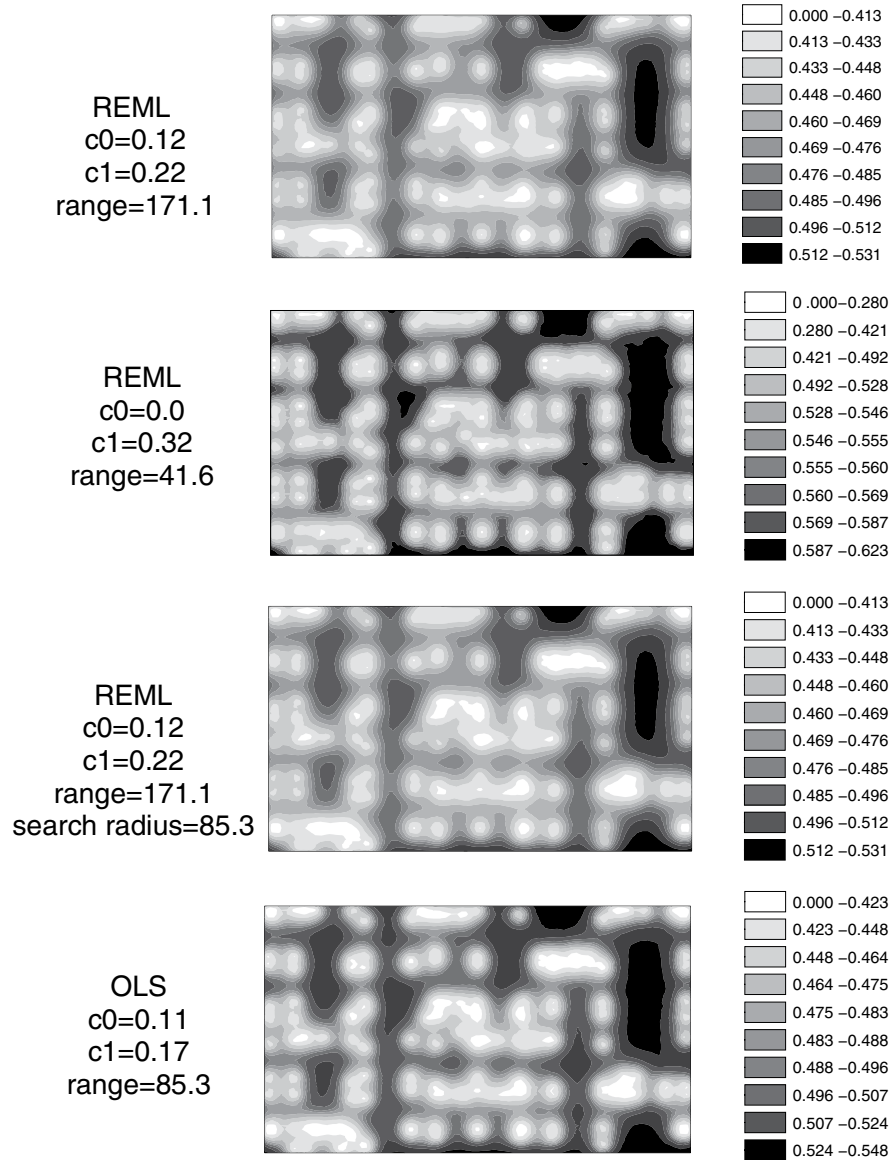 REML
c0=0.12
c1=0.22
range=171.1
0.000 −0.413
0.413 −0.433
0.433 −0.448
0.448 −0.460
0.460 −0.469
0.469 −0.476
0.476 −0.485
0.485 −0.496
0.496 −0.512
0.512 −0.531
REML
c0=0.0
c1=0.32
range=41.6
0 .000−0.280
0.280 −0.421
0.421 −0.492
0.492 −0.528
0.528 −0.546
0.546 −0.555
0.555 −0.560
0.560 −0.569
0.569 −0.587
0.587 −0.623
REML
c0=0.12
c1=0.22
range=171.1
search radius=85.3
0.000 −0.413
0.413 −0.433
0.433 −0.448
0.448 −0.460
0.460 −0.469
0.469 −0.476
0.476 −0.485
0.485 −0.496
0.496 −0.512
0.512 −0.531
OLS
c0=0.11
c1=0.17
range=85.3
0.000 −0.423
0.423 −0.448
0.448 −0.464
0.464 −0.475
0.475 −0.483
0.483 −0.488
0.488 −0.496
0.496 −0.507
0.507 −0.524
0.524 −0.548